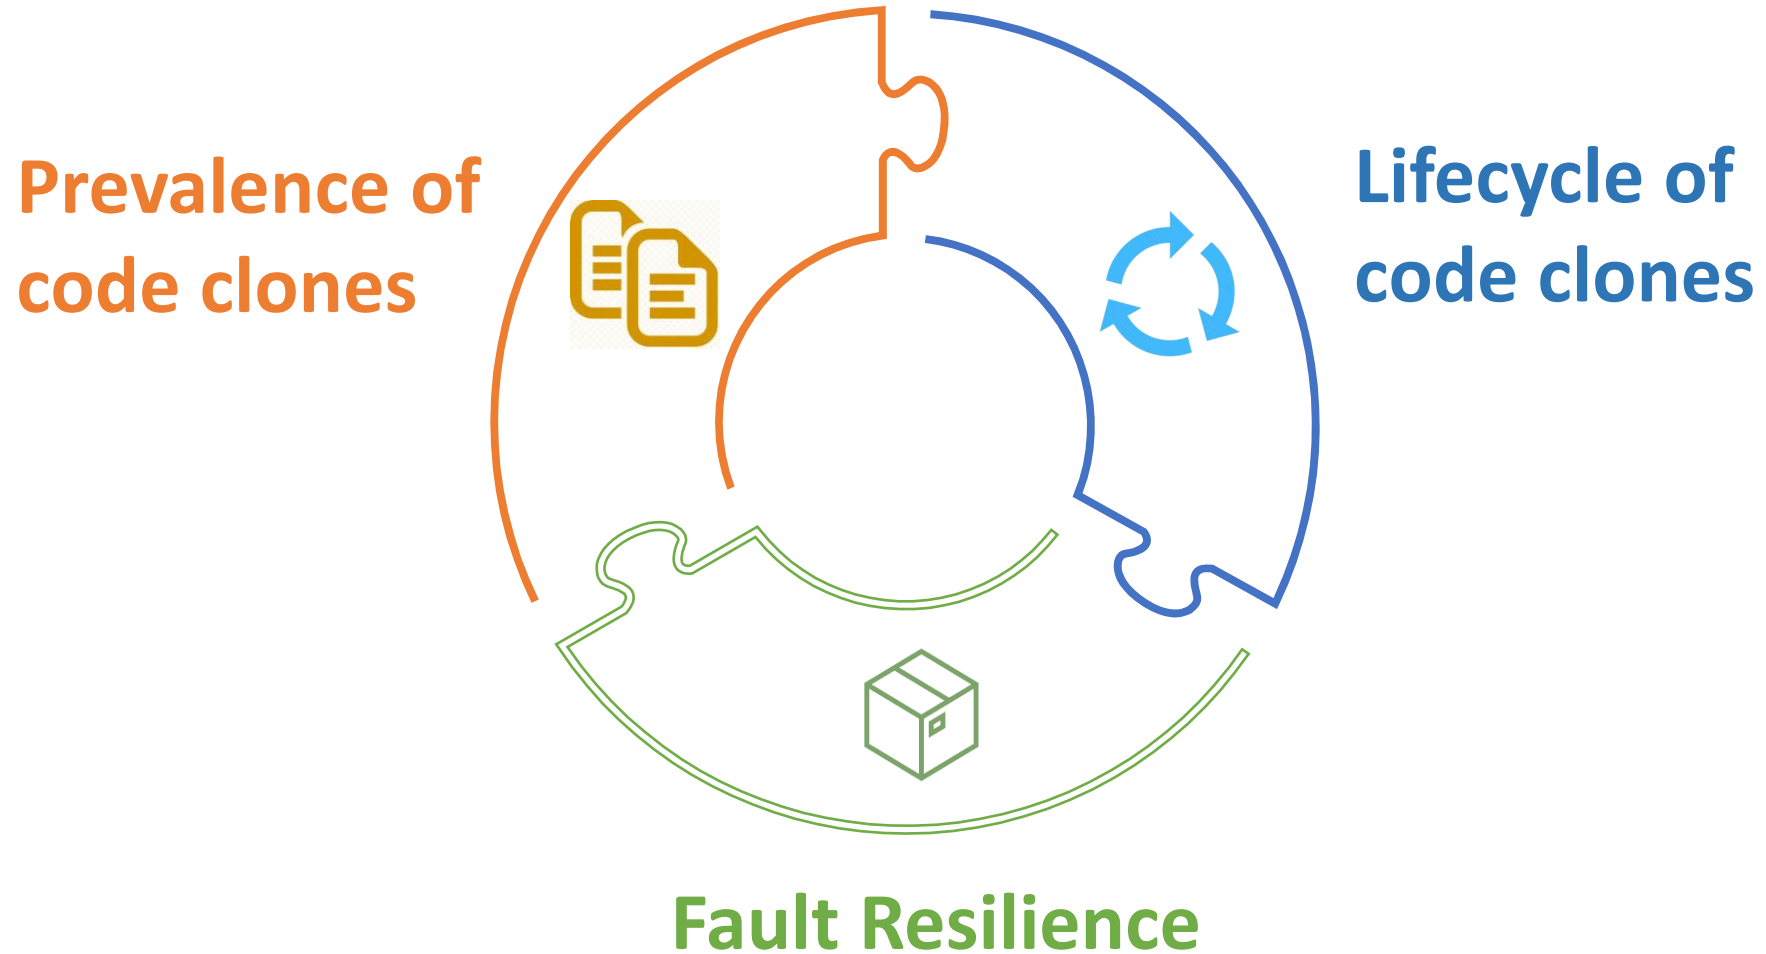 Prevalence of
code clones
Lifecycle of
code clones
Fault Resilience